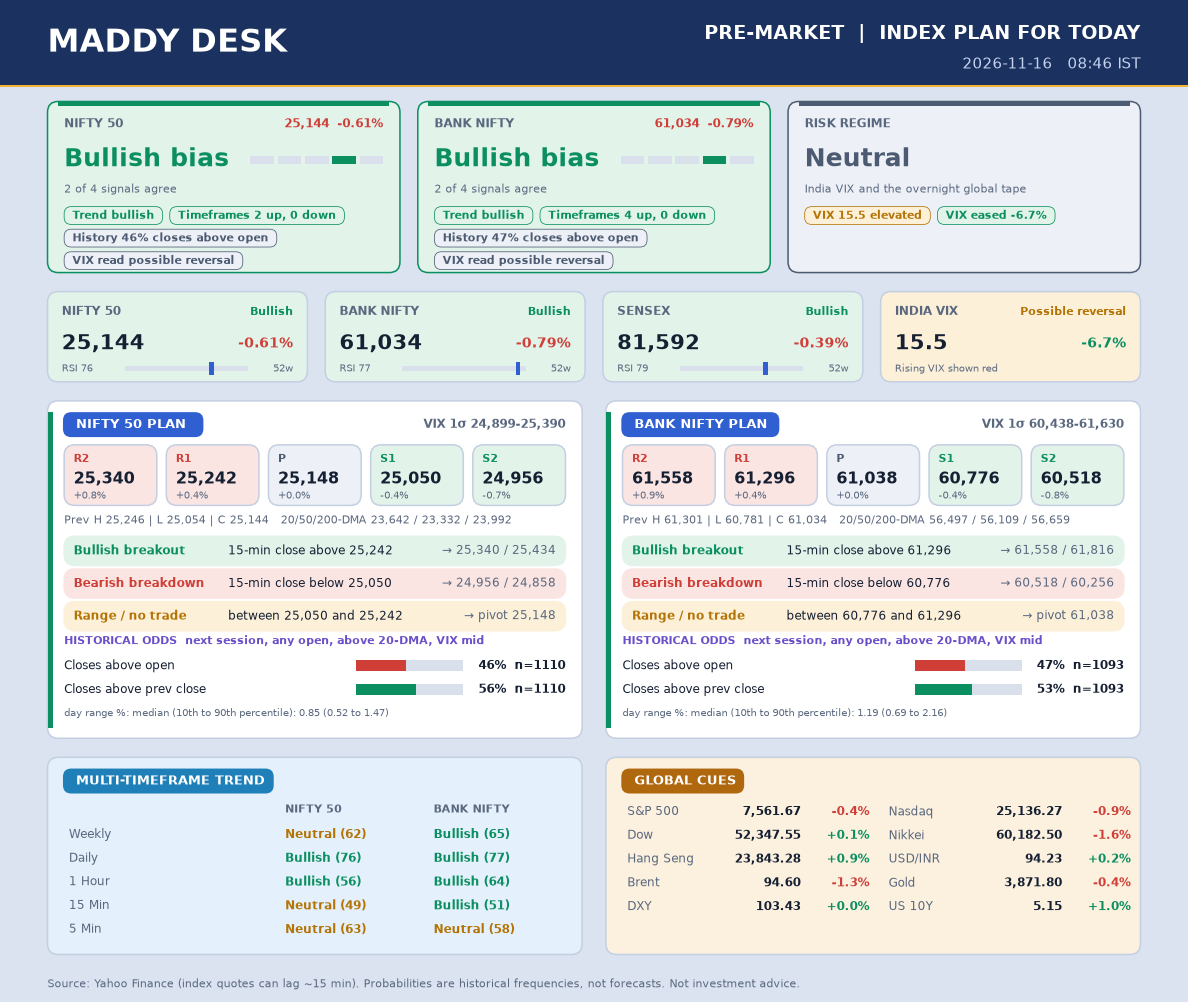 MADDY DESK
PRE-MARKET | INDEX PLAN FOR TODAY
2026-11-16 08:46 IST
NIFTY 50 25,144 -0.61%
Bullish bias
2 of 4 signals agree
Trend bullish Timeframes 2 up, 0 down
History 46% closes above open
VIX read possible reversal
BANK NIFTY 61,034 -0.79%
Bullish bias
2 of 4 signals agree
Trend bullish Timeframes 4 up, 0 down
History 47% closes above open
VIX read possible reversal
RISK REGIME
Neutral
India VIX and the overnight global tape
VIX 15.5 elevated VIX eased -6.7%
NIFTY 50 Bullish
25,144 -0.61%
RSI 76 52w
BANK NIFTY Bullish
61,034 -0.79%
RSI 77 52w
SENSEX Bullish
81,592 -0.39%
RSI 79 52w
INDIA VIX Possible reversal
15.5 -6.7%
Rising VIX shown red
NIFTY 50 PLAN VIX 1σ 24,899-25,390
R2 R1 P S1 S2
25,340 25,242 25,148 25,050 24,956
+0.8% +0.4% +0.0% -0.4% -0.7%
Prev H 25,246 | L 25,054 | C 25,144 20/50/200-DMA 23,642 / 23,332 / 23,992
Bullish breakout 15-min close above 25,242 → 25,340 / 25,434
Bearish breakdown 15-min close below 25,050 → 24,956 / 24,858
Range / no trade between 25,050 and 25,242 → pivot 25,148
HISTORICAL ODDS next session, any open, above 20-DMA, VIX mid
Closes above open 46% n=1110
Closes above prev close 56% n=1110
day range %: median (10th to 90th percentile): 0.85 (0.52 to 1.47)
BANK NIFTY PLAN VIX 1σ 60,438-61,630
R2 R1 P S1 S2
61,558 61,296 61,038 60,776 60,518
+0.9% +0.4% +0.0% -0.4% -0.8%
Prev H 61,301 | L 60,781 | C 61,034 20/50/200-DMA 56,497 / 56,109 / 56,659
Bullish breakout 15-min close above 61,296 → 61,558 / 61,816
Bearish breakdown 15-min close below 60,776 → 60,518 / 60,256
Range / no trade between 60,776 and 61,296 → pivot 61,038
HISTORICAL ODDS next session, any open, above 20-DMA, VIX mid
Closes above open 47% n=1093
Closes above prev close 53% n=1093
day range %: median (10th to 90th percentile): 1.19 (0.69 to 2.16)
MULTI-TIMEFRAME TREND
NIFTY 50 BANK NIFTY
Weekly Neutral (62) Bullish (65)
Daily Bullish (76) Bullish (77)
1 Hour Bullish (56) Bullish (64)
15 Min Neutral (49) Bullish (51)
5 Min Neutral (63) Neutral (58)
GLOBAL CUES
S&P 500 7,561.67 -0.4% Nasdaq 25,136.27 -0.9%
Dow 52,347.55 +0.1% Nikkei 60,182.50 -1.6%
Hang Seng 23,843.28 +0.9% USD/INR 94.23 +0.2%
Brent 94.60 -1.3% Gold 3,871.80 -0.4%
DXY 103.43 +0.0% US 10Y 5.15 +1.0%
Source: Yahoo Finance (index quotes can lag ~15 min). Probabilities are historical frequencies, not forecasts. Not investment advice.